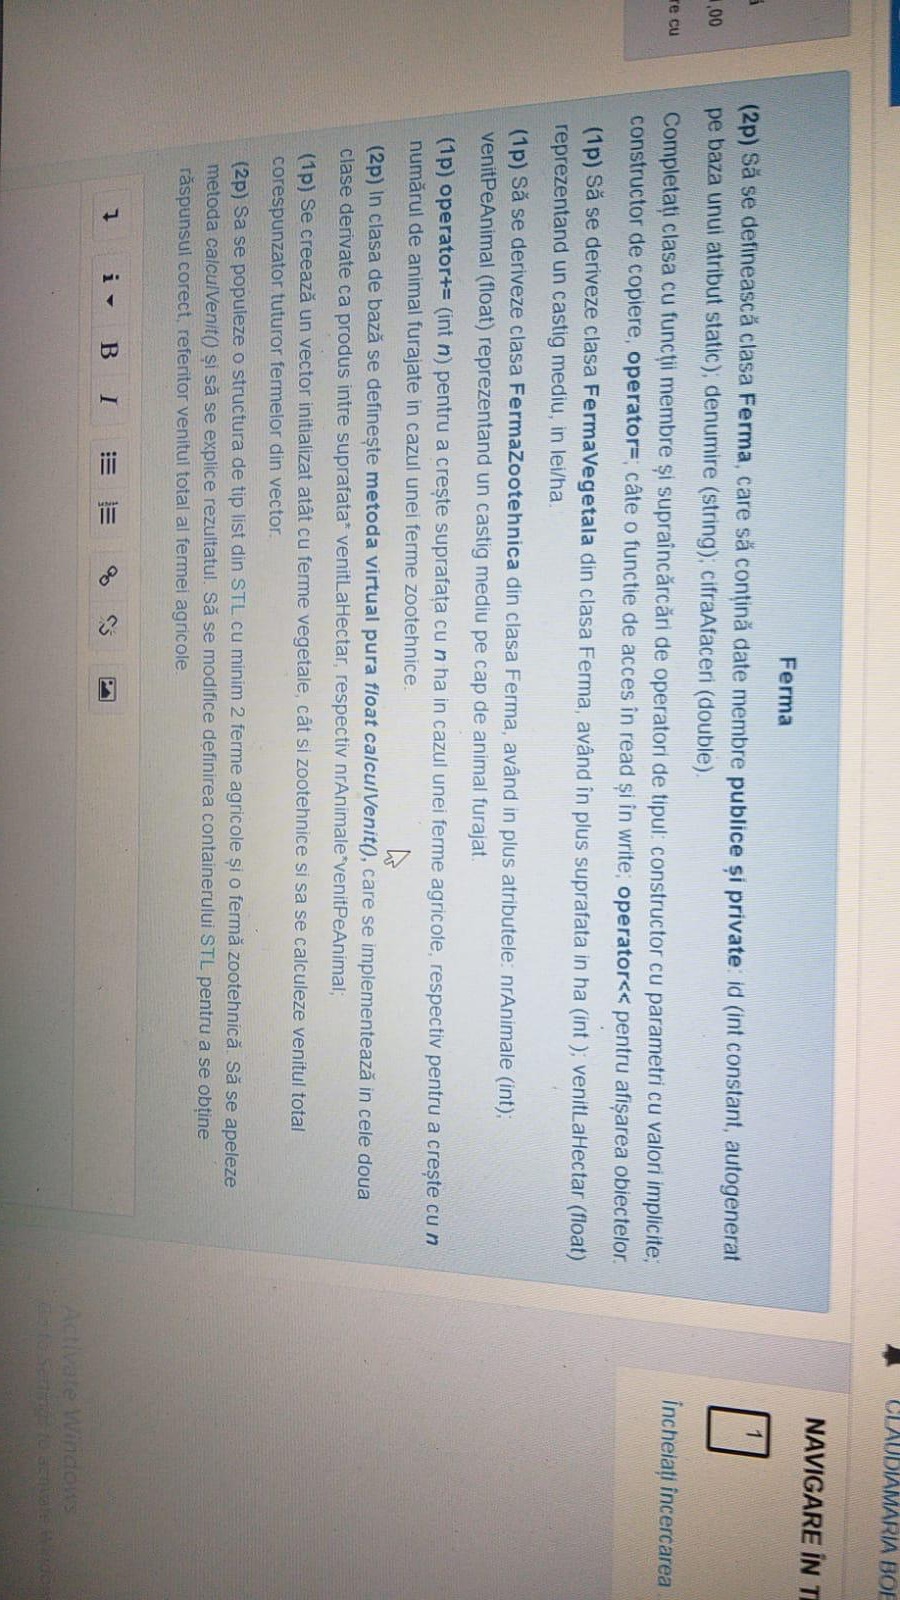 CLAUDIAMARIA
NAVIGARE ÎN
1
Încheiați încercarea
,00
re cu
Ferma
(2p) Să se definească clasa Ferma, care să conțină date membre publice și private: id (int constant, autogenerat
pe baza unui atribut static); denumire (string); cifraAfaceri (double).
Completați clasa cu funcții membre și supraîncărcări de operatori de tipul: constructor cu parametri cu valori implicite;
constructor de copiere, operator=; câte o functie de acces în read și în write; operator<< pentru afișarea obiectelor.
(1p) Să se deriveze clasa FermaVegetala din clasa Ferma, având în plus suprafata in ha (int ); venitLaHectar (float)
reprezentand un castig mediu, in lei/ha.
(1p) Să se deriveze clasa FermaZootehnica din clasa Ferma, având in plus atributele: nrAnimale (int);
venitPeAnimal (float) reprezentand un castig mediu pe cap de animal furajat.
(1p) operator+= (int n) pentru a crește suprafața cu n ha in cazul unei ferme agricole, respectiv pentru a crește cu n
numărul de animal furajate in cazul unei ferme zootehnice.
(2p) In clasa de bază se definește metoda virtual pura float calculVenit(), care se implementează in cele doua
clase derivate ca produs intre suprafata* venitLaHectar, respectiv nrAnimale*venitPeAnimal;
(1p) Se creează un vector initializat atât cu ferme vegetale, cât si zootehnice si sa se calculeze venitul total
corespunzator tuturor fermelor din vector.
(2p) Sa se populeze o structura de tip list din STL cu minim 2 ferme agricole și o fermă zootehnică. Să se apeleze
metoda calculVenit() și să se explice rezultatul. Să se modifice definirea containerului STL pentru a se obține
răspunsul corect, referitor venitul total al fermei agricole.
i B I
Activate Windows
Go to Settings to activate Windows